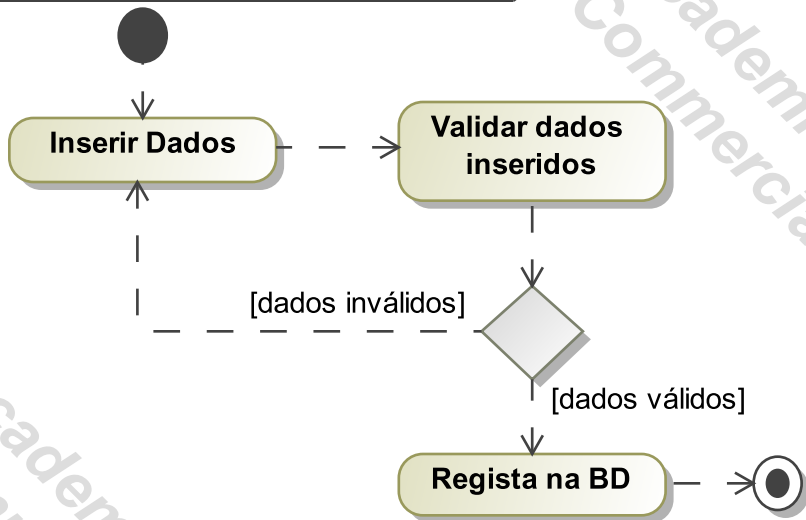 Inserir Dados
Validar dados
inseridos
[dados inválidos]
[dados válidos]
Regista na BD